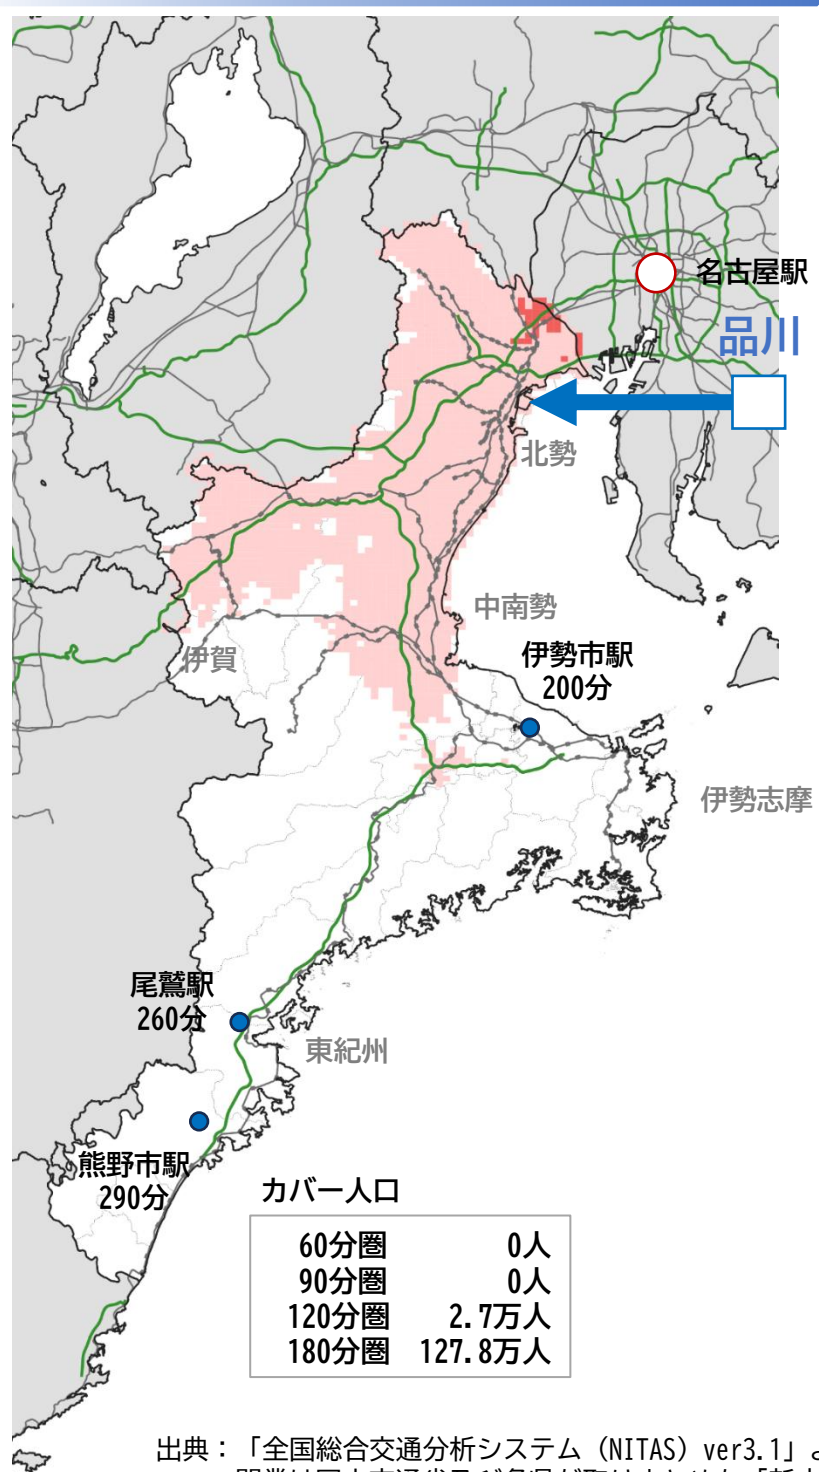 名古屋駅
品川
北勢
中南勢
伊賀
伊勢市駅
200分
伊勢志摩
尾鷲駅
260分
東紀州
熊野市駅
290分
カバー人口
60分圏 0人
90分圏 0人
120分圏 2.7万人
180分圏 127.8万人
出典：「全国総合交通分析システム（NITAS）ver3.1」よ